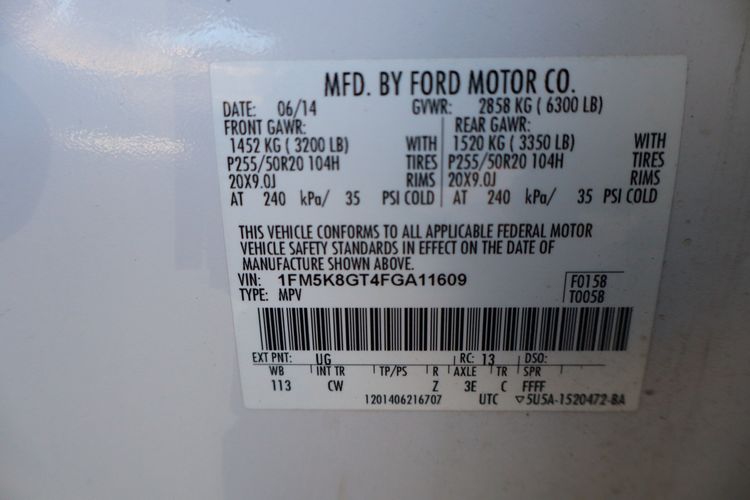 MFD. BY FORD MOTOR CO.
DATE: 06/14 GVWR: 2858 KG ( 6300 LB)
FRONT GAWR: REAR GAWR:
1452 KG ( 3200 LB) WITH 1520 KG ( 3350 LB) WITH
P255/50R20 104H TIRES P255/50R20 104H TIRES
20X9.0J RIMS 20X9.0J RIMS
AT 240 kPa/ 35 PSI COLD AT 240 kPa/ 35 PSI COLD
THIS VEHICLE CONFORMS TO ALL APPLICABLE FEDERAL MOTOR
VEHICLE SAFETY STANDARDS IN EFFECT ON THE DATE OF
MANUFACTURE SHOWN ABOVE.
VIN: 1FM5K8GT4FGA11609 F0158
TYPE: MPV T0058
EXT PNT: UG RC: 13 DSO:
WB INT TR TP/PS R AXLE TR SPR
113 CW Z 3E C FFFF
1201406216707 UTC ▽5U5A-1520472-BA